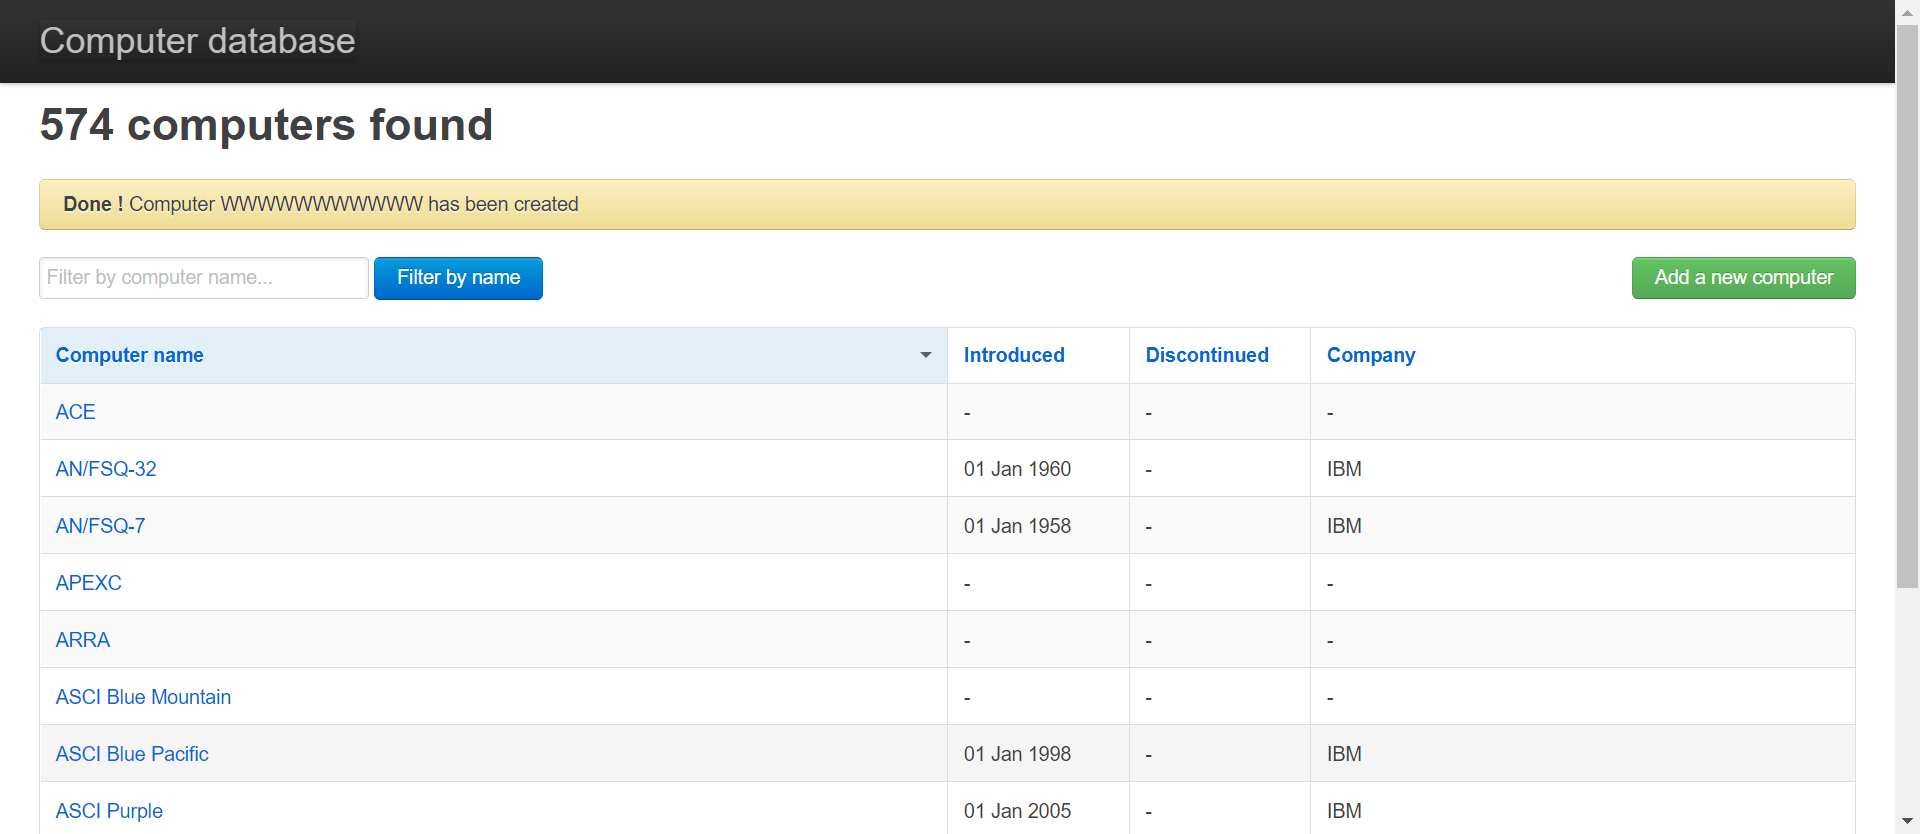 Computer database
574 computers found
Done ! Computer WWWWWWWWWWW has been created
Filter by computer name... Filter by name Add a new computer
Computer name Introduced Discontinued Company
ACE - - -
AN/FSQ-32 01 Jan 1960 - IBM
AN/FSQ-7 01 Jan 1958 - IBM
APEXC - - -
ARRA - - -
ASCI Blue Mountain - - -
ASCI Blue Pacific 01 Jan 1998 - IBM
ASCI Purple 01 Jan 2005 - IBM